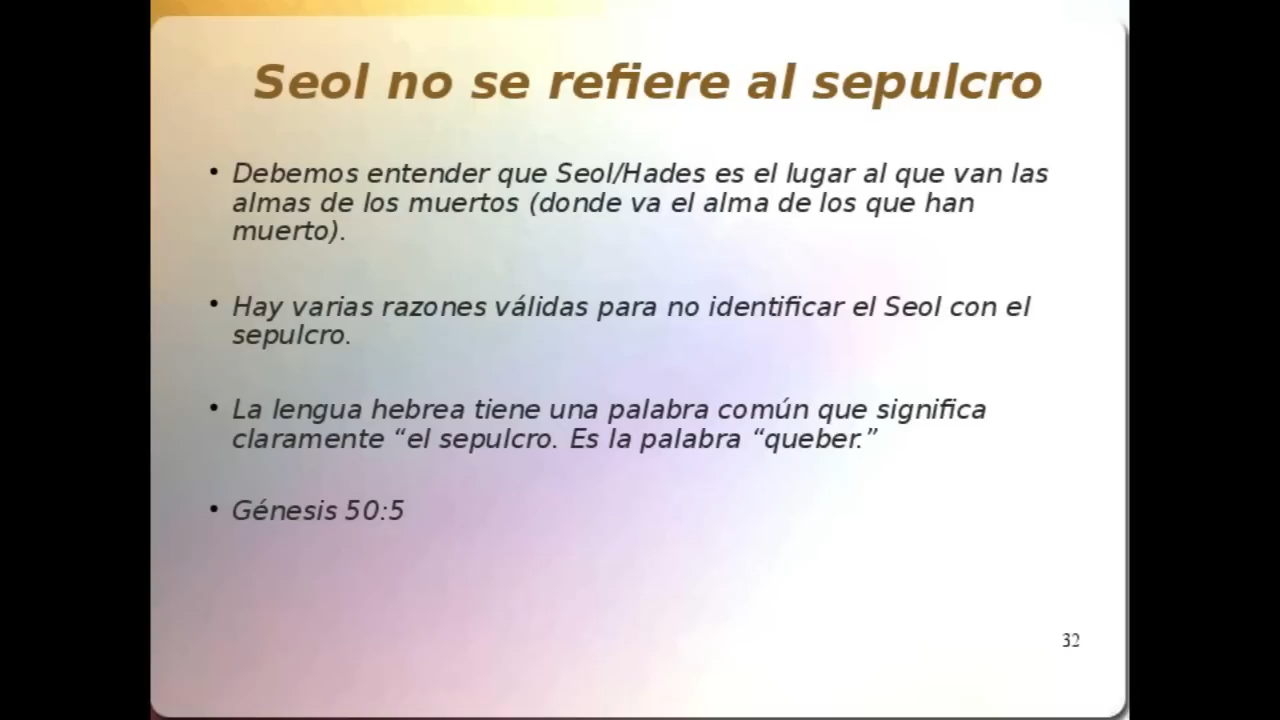 Seol no se refiere al sepulcro
• Debemos entender que Seol/Hades es el lugar al que van las
almas de los muertos (donde va el alma de los que han
muerto).
• Hay varias razones válidas para no identificar el Seol con el
sepulcro.
• La lengua hebrea tiene una palabra común que significa
claramente “el sepulcro. Es la palabra “queber.”
• Génesis 50:5
32